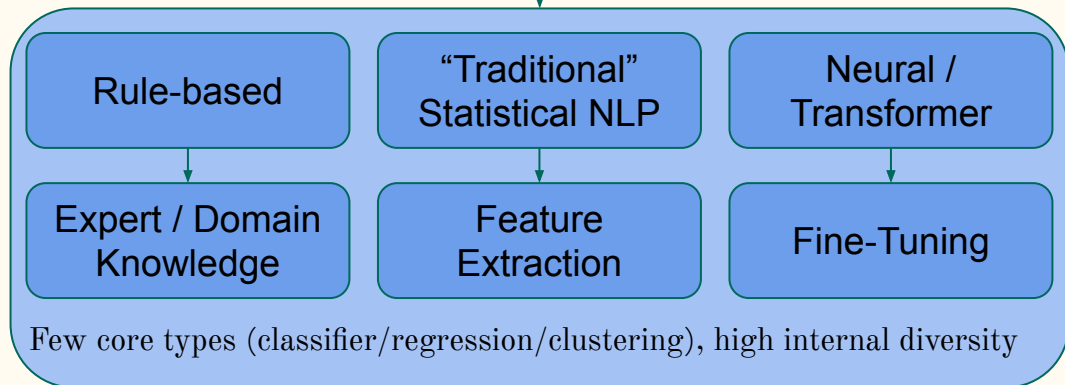 Rule-based
“Traditional”
Statistical NLP
Neural /
Transformer
Expert / Domain
Knowledge
Feature
Extraction
Fine-Tuning
Few core types (classifier/regression/clustering), high internal diversity